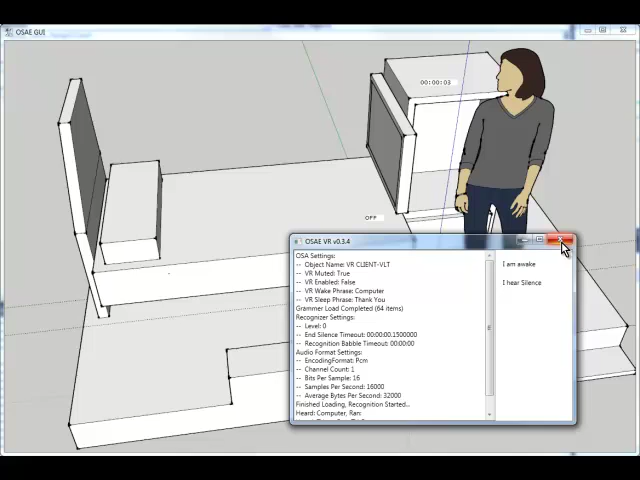 OSAE GUI
00:00:03
OFF
OSAE VR v0.3.4
OSA Settings:
-- Object Name: VR CLIENT-VLT
-- VR Muted: True
-- VR Enabled: False
-- VR Wake Phrase: Computer
-- VR Sleep Phrase: Thank You
Grammer Load Completed (64 items)
Recognizer Settings:
-- Level: 0
-- End Silence Timeout: 00:00:00.1500000
-- Recognition Babble Timeout: 00:00:00
Audio Format Settings:
-- EncodingFormat: Pcm
-- Channel Count: 1
-- Bits Per Sample: 16
-- Samples Per Second: 16000
-- Average Bytes Per Second: 32000
Finished Loading, Recognition Started...
Heard: Computer, Ran:
I am awake
I hear Silence